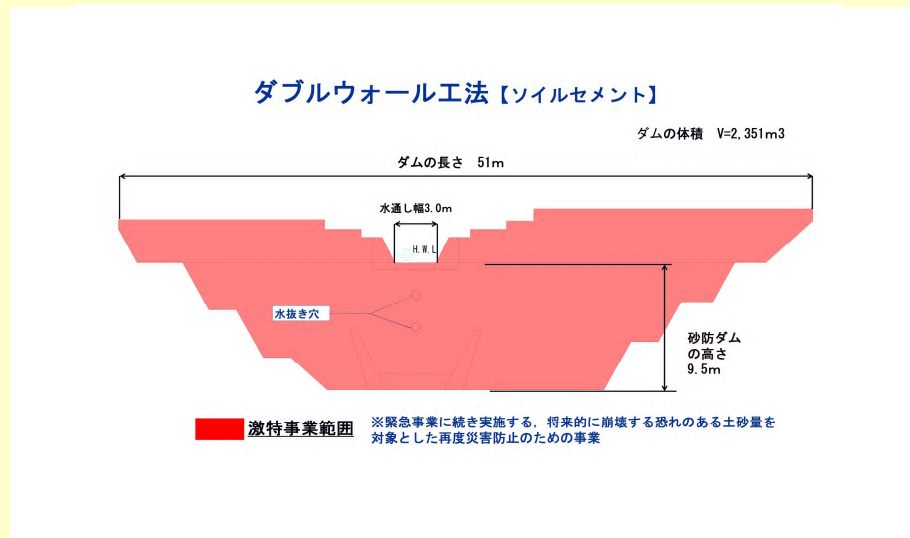 ダブルウォール工法【ソイルセメント】
ダムの体積 V=2,351m3
ダムの長さ 51m
水通し幅3.0m
H.W.L
水抜き穴
砂防ダム
の高さ
9.5m
激特事業範囲
※緊急事業に続き実施する，将来的に崩壊する恐れのある土砂量を
対象とした再度災害防止のための事業